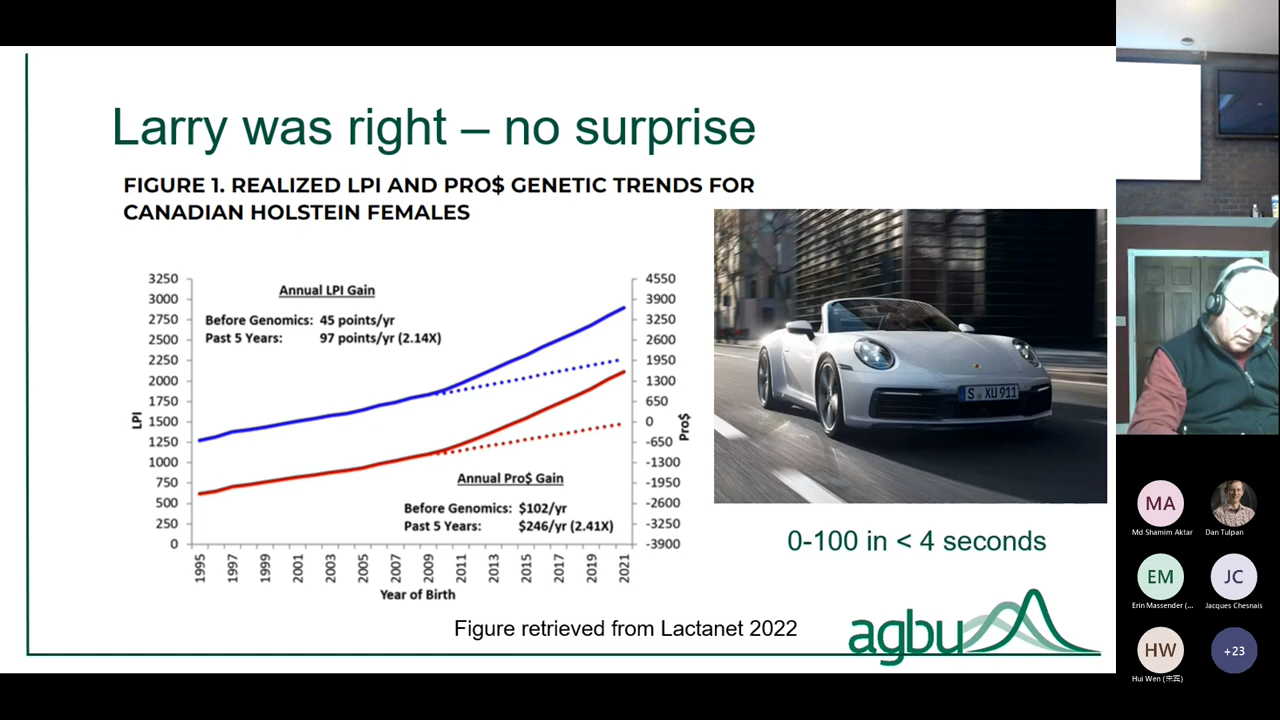 Larry was right – no surprise
FIGURE 1. REALIZED LPI AND PRO$ GENETIC TRENDS FOR
CANADIAN HOLSTEIN FEMALES
3250
3000
2750
2500
2250
2000
1750
1500
1250
1000
750
500
250
0
LPI
Annual LPI Gain
Before Genomics: 45 points/yr
Past 5 Years: 97 points/yr (2.14X)
Annual Pro$ Gain
Before Genomics: $102/yr
Past 5 Years: $246/yr (2.41X)
4550
3900
3250
2600
1950
1300
650
0
-650
-1300
-1950
-2600
-3250
-3900
Pro$
1995
1997
1999
2001
2003
2005
2007
2009
2011
2013
2015
2017
2019
2021
Year of Birth
S XU 911
0-100 in < 4 seconds
Figure retrieved from Lactanet 2022
agbu
MA
Md Shamim Aktar
Dan Tulpan
EM
Erin Massender (...
JC
Jacques Chesnais
HW
Hui Wen (来宾)
+23